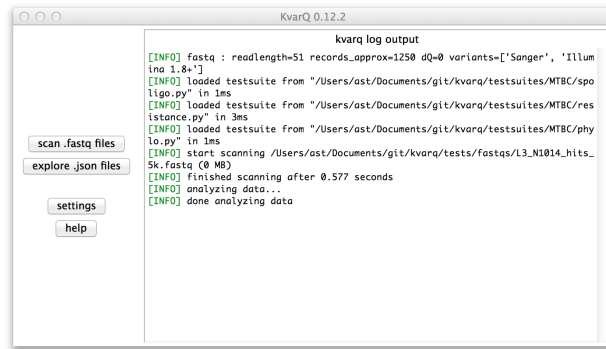 KvarQ 0.12.2
scan .fastq files
explore .json files
settings
help
kvarq log output
[INFO] fastq : readlength=51 records_approx=1250 dQ=0 variants=['Sanger', 'Illum
ina 1.8+']
[INFO] loaded testsuite from "/Users/ast/Documents/git/kvarq/testsuites/MTBC/spo
ligo.py" in 1ms
[INFO] loaded testsuite from "/Users/ast/Documents/git/kvarq/testsuites/MTBC/res
istance.py" in 3ms
[INFO] loaded testsuite from "/Users/ast/Documents/git/kvarq/testsuites/MTBC/phy
lo.py" in 1ms
[INFO] start scanning /Users/ast/Documents/git/kvarq/tests/fastqs/L3_N1014_hits_
5k.fastq (0 MB)
[INFO] finished scanning after 0.577 seconds
[INFO] analyzing data...
[INFO] done analyzing data